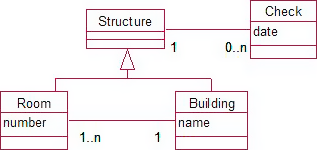 Structure
Check
date
1
0..n
Room
number
Building
name
1..n
1